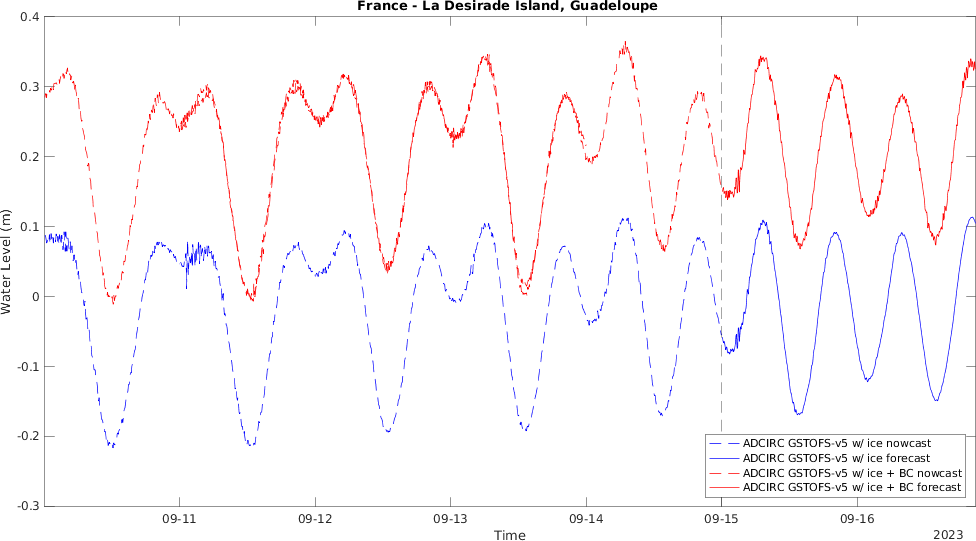 France - La Desirade Island, Guadeloupe
0.4
0.3
0.2
0.1
0
-0.1
-0.2
-0.3
Water Level (m)
ADCIRC GSTOFS-v5 w/ ice nowcast
ADCIRC GSTOFS-v5 w/ ice forecast
ADCIRC GSTOFS-v5 w/ ice + BC nowcast
ADCIRC GSTOFS-v5 w/ ice + BC forecast
09-11 09-12 09-13 09-14 09-15 09-16
Time
2023